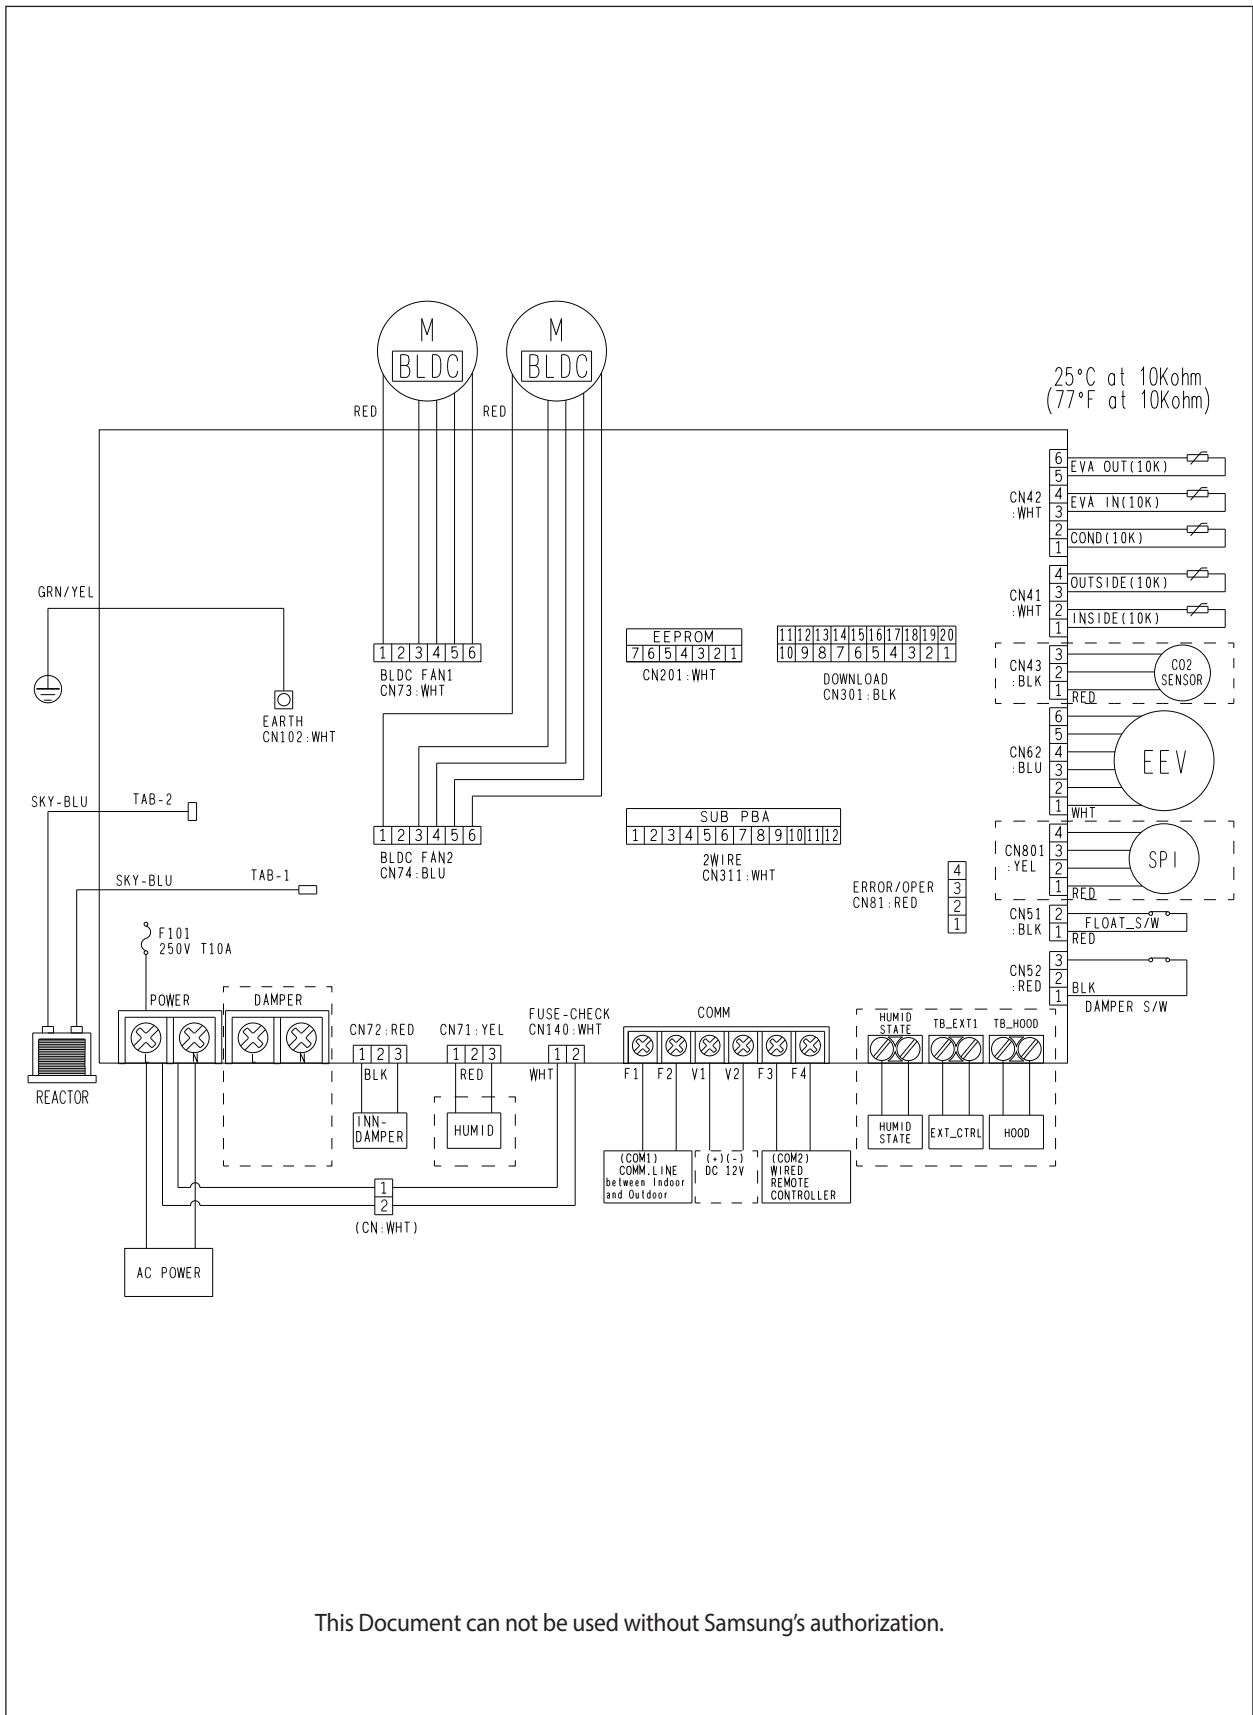 M
BLDC
M
BLDC
RED
RED
25°C at 10Kohm
(77°F at 10Kohm)
CN42
:WHT
6
5
4
3
2
1
EVA OUT(10K)
EVA IN(10K)
COND(10K)
CN41
:WHT
4
3
2
1
OUTSIDE(10K)
INSIDE(10K)
CN43
:BLK
3
2
1
RED
CO2
SENSOR
CN62
:BLU
6
5
4
3
2
1
WHT
EEV
CN801
:YEL
4
3
2
1
RED
SPI
CN51
:BLK
2
1
FLOAT_S/W
RED
CN52
:RED
3
2
1
BLK
DAMPER S/W
GRN/YEL
EARTH
CN102:WHT
1 2 3 4 5 6
BLDC FAN1
CN73:WHT
EEPROM
7 6 5 4 3 2 1
CN201:WHT
11 12 13 14 15 16 17 18 19 20
10 9 8 7 6 5 4 3 2 1
DOWNLOAD
CN301:BLK
SKY-BLU
TAB-2
1 2 3 4 5 6
BLDC FAN2
CN74:BLU
SUB PBA
1 2 3 4 5 6 7 8 9 10 11 12
2WIRE
CN311:WHT
SKY-BLU
TAB-1
ERROR/OPER
CN81:RED
4
3
2
1
F101
250V T10A
REACTOR
POWER
L N
DAMPER
L N
CN72:RED
1 2 3
BLK
INN-
DAMPER
CN71:YEL
1 2 3
RED
HUMID
FUSE-CHECK
CN140:WHT
1 2
WHT
COMM
F1 F2 V1 V2 F3 F4
(COM1)
COMM.LINE
between Indoor
and Outdoor
(+)(-)
DC 12V
(COM2)
WIRED
REMOTE
CONTROLLER
HUMID
STATE
TB_EXT1
TB_HOOD
HUMID
STATE
EXT_CTRL
HOOD
1
2
(CN:WHT)
AC POWER
This Document can not be used without Samsung's authorization.